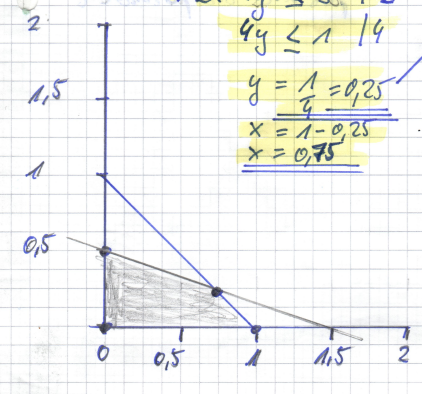 4y ≤ 1 /4
y = 1/4 = 0,25
x = 1 - 0,25
x = 0,75
2
1,5
1
0,5
0
0,5
1
1,5
2